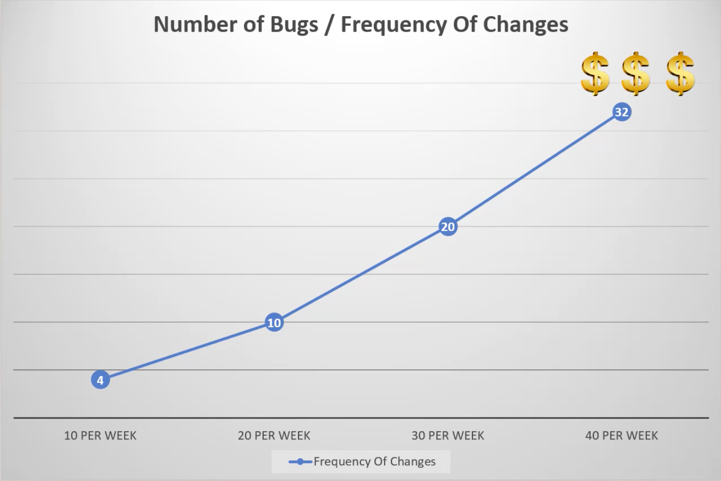 Number of Bugs / Frequency Of Changes
$ $ $
32
20
10
4
10 PER WEEK 20 PER WEEK 30 PER WEEK 40 PER WEEK
Frequency Of Changes